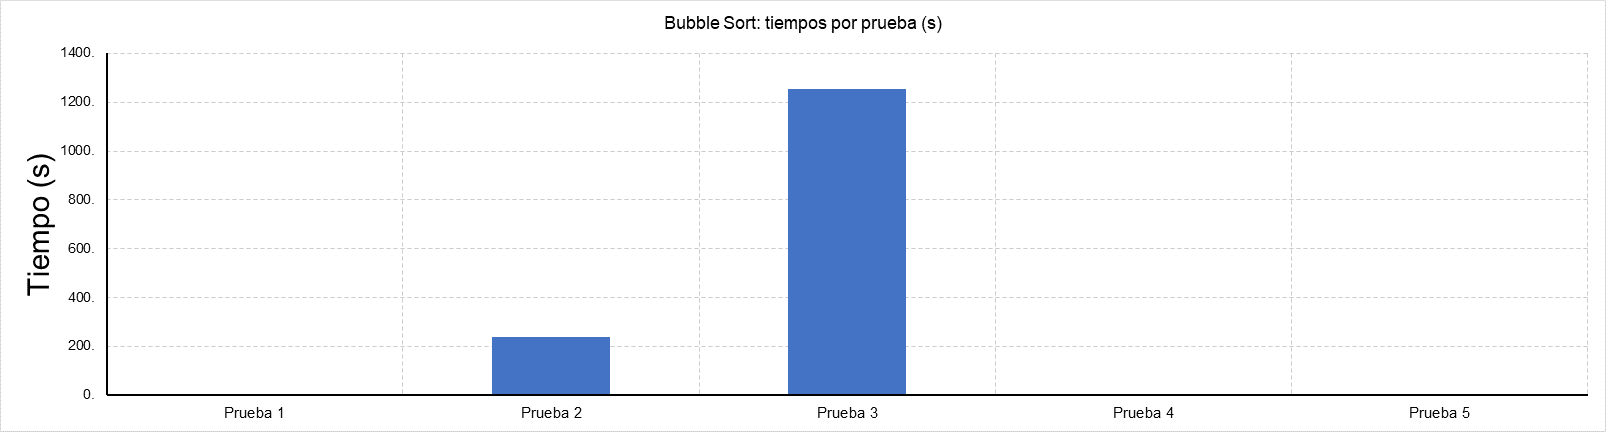 Bubble Sort: tiempos por prueba (s)
Tiempo (s)
1400.
1200.
1000.
800.
600.
400.
200.
0.
Prueba 1
Prueba 2
Prueba 3
Prueba 4
Prueba 5